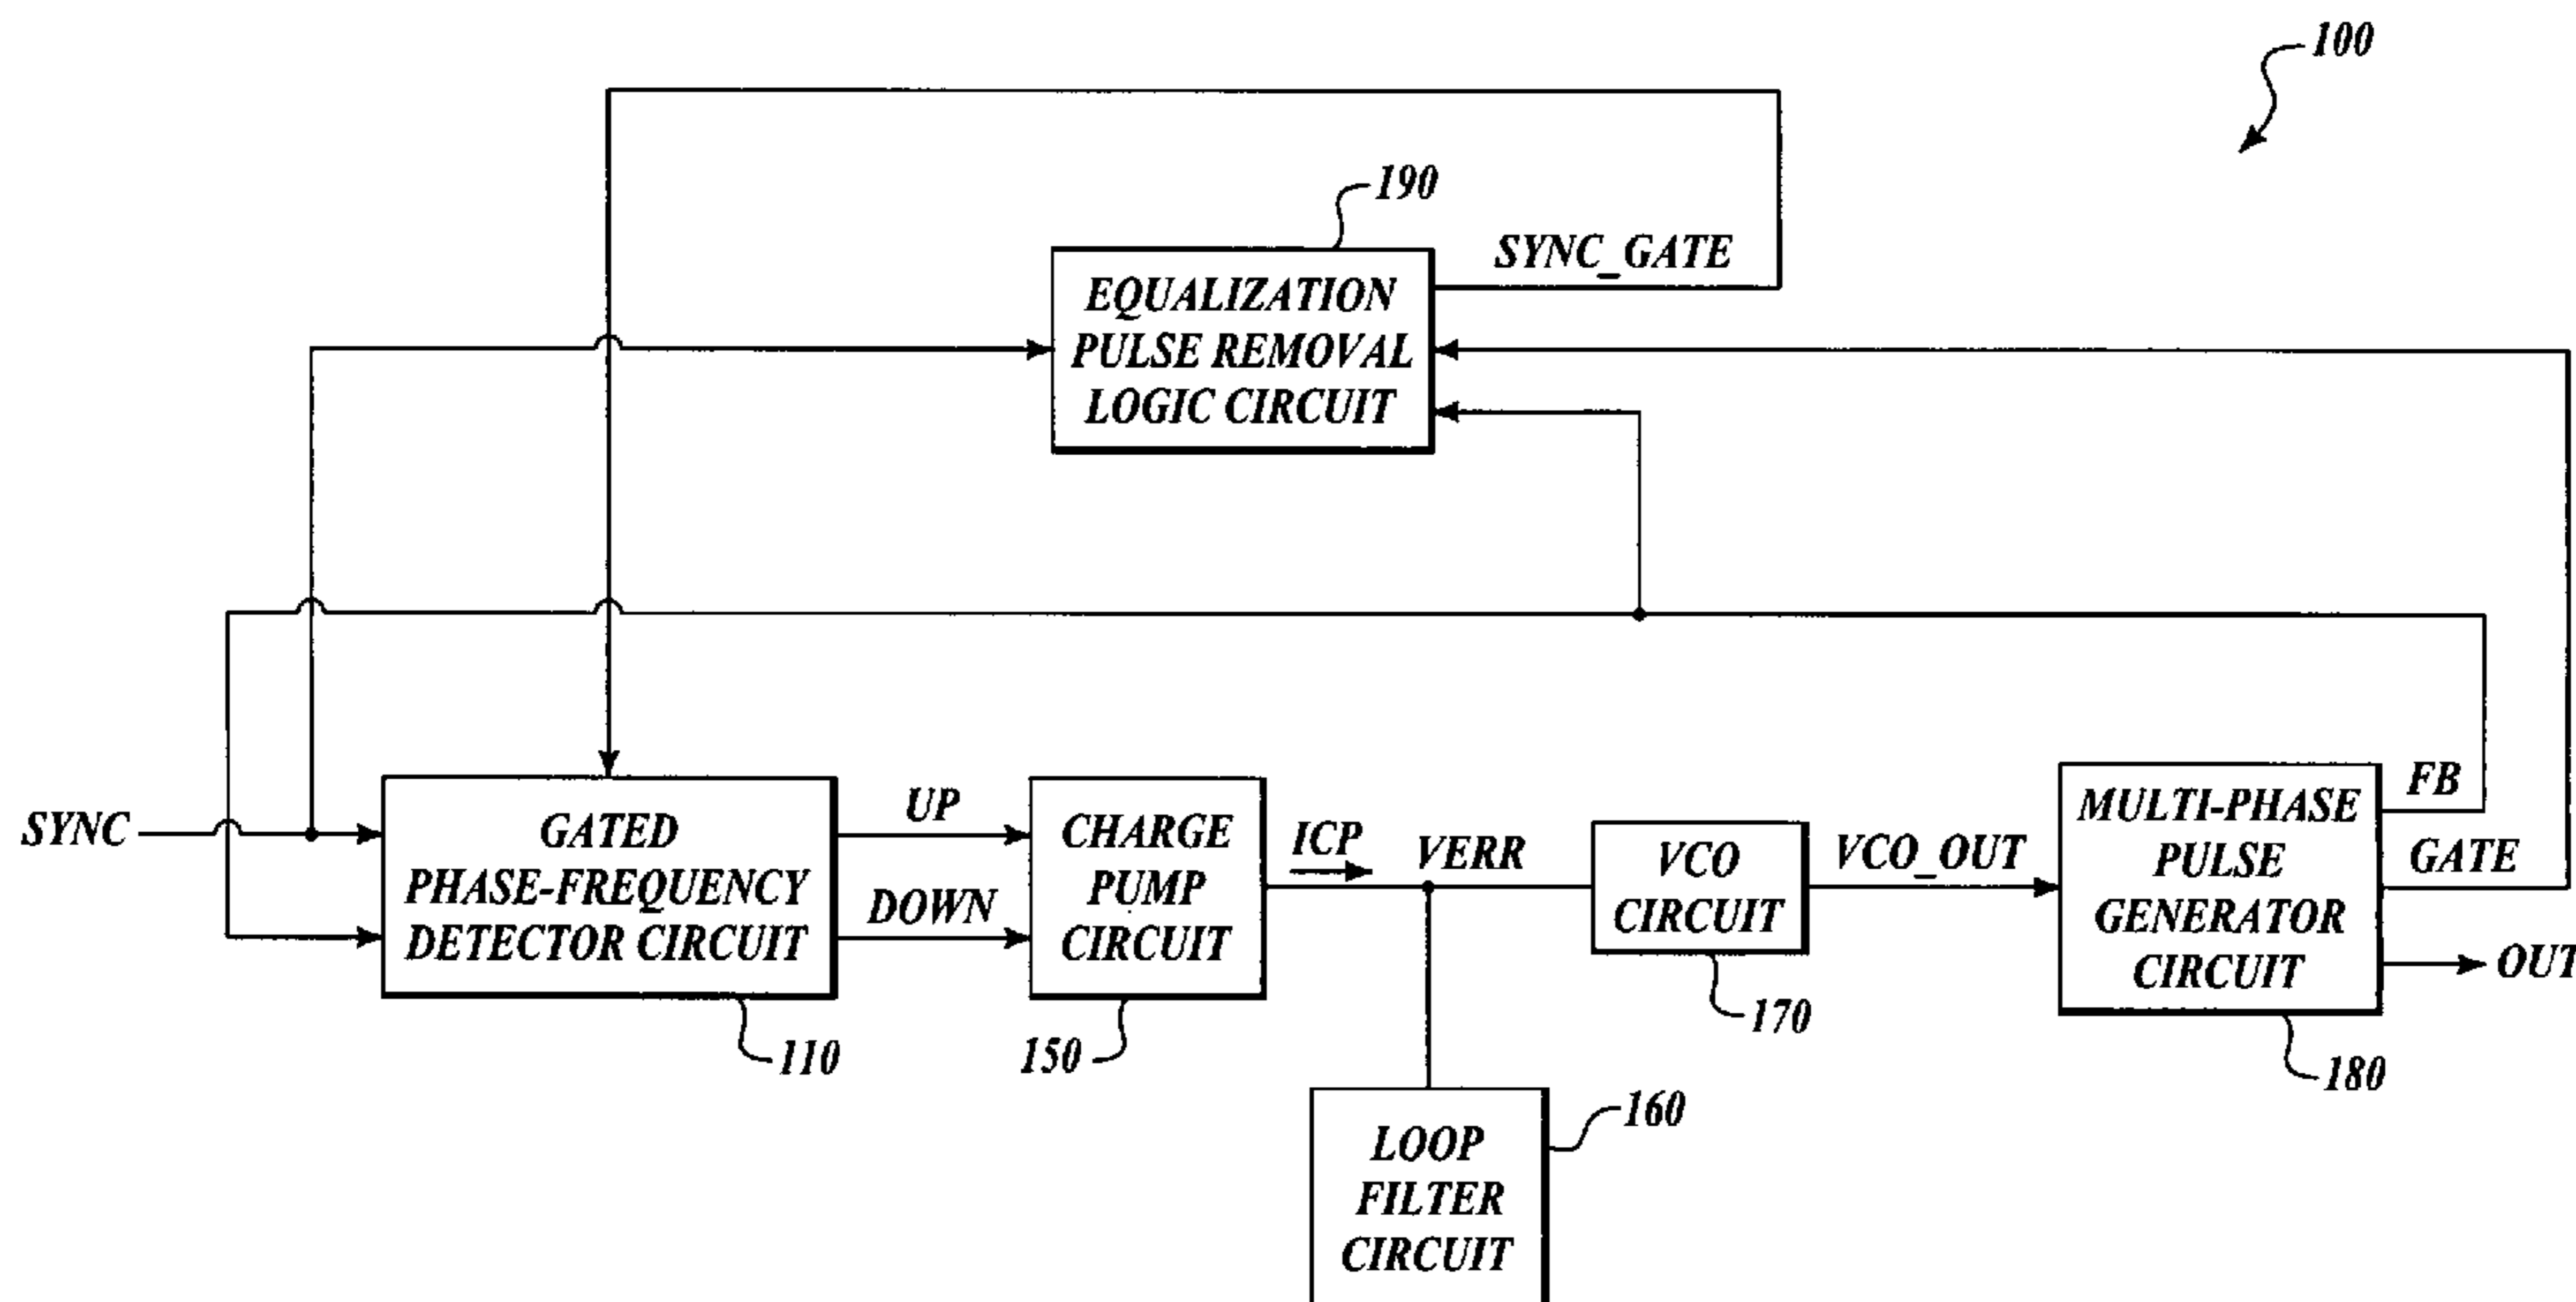 100
190
SYNC_GATE
EQUALIZATION
PULSE REMOVAL
LOGIC CIRCUIT
SYNC
GATED
PHASE-FREQUENCY
DETECTOR CIRCUIT
110
UP
DOWN
CHARGE
PUMP
CIRCUIT
150
ICP
VERR
LOOP
FILTER
CIRCUIT
160
VCO
CIRCUIT
170
VCO_OUT
MULTI-PHASE
PULSE
GENERATOR
CIRCUIT
180
FB
GATE
OUT